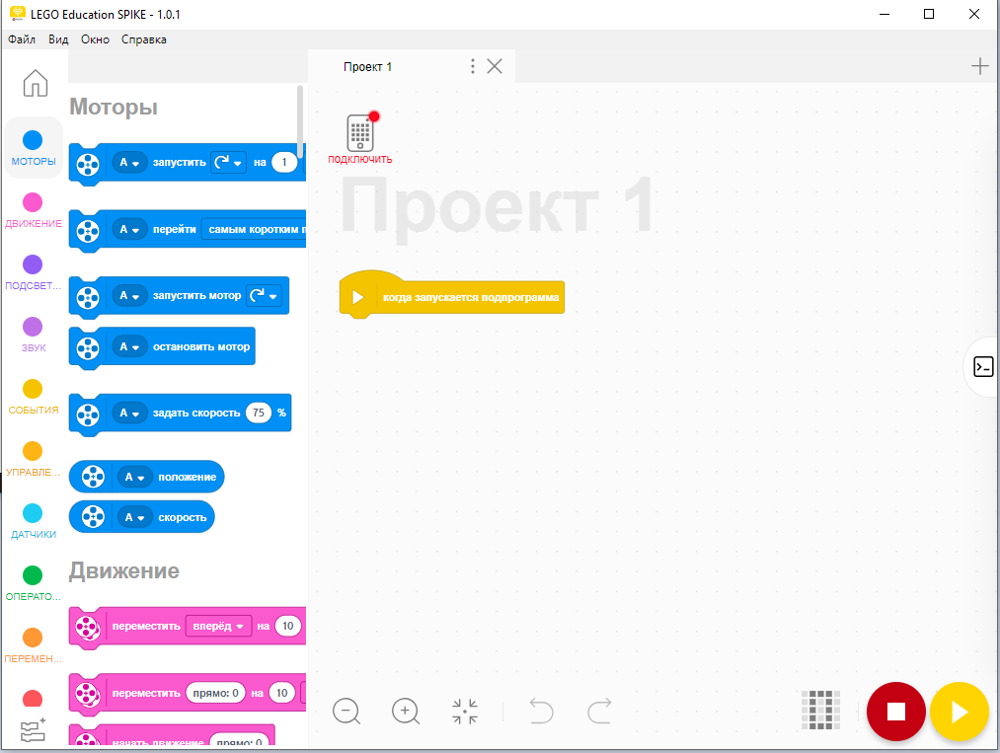 LEGO Education SPIKE - 1.0.1
Файл Вид Окно Справка
Проект 1
МОТОРЫ
ДВИЖЕНИЕ
ПОДСВЕТ...
ЗВУК
СОБЫТИЯ
УПРАВЛЕ...
ДАТЧИКИ
ОПЕРАТО...
ПЕРЕМЕН...
Моторы
A запустить на 1
A перейти самым коротким п
A запустить мотор
A остановить мотор
A задать скорость 75 %
A положение
A скорость
Движение
переместить вперёд на 10
переместить прямо: 0 на 10
начать движение прямо: 0
ПОДКЛЮЧИТЬ
Проект 1
когда запускается подпрограмма